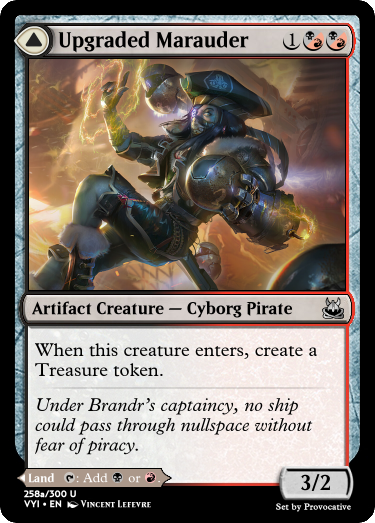 Upgraded Marauder 1
Artifact Creature — Cyborg Pirate
When this creature enters, create a
Treasure token.
Under Brandr's captaincy, no ship
could pass through nullspace without
fear of piracy.
Land : Add or .
3/2
258a/300 U
VYI • EN Vincent Lefevre
Set by Provocative